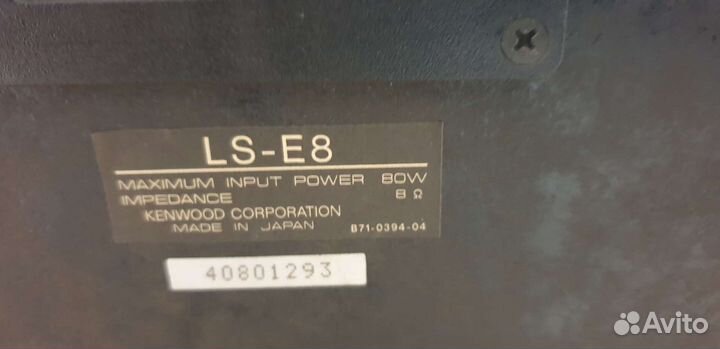 LS-E8
MAXIMUM INPUT POWER 80W
IMPEDANCE 8 Ω
KENWOOD CORPORATION
MADE IN JAPAN B71-0394-04
40801293
Avito